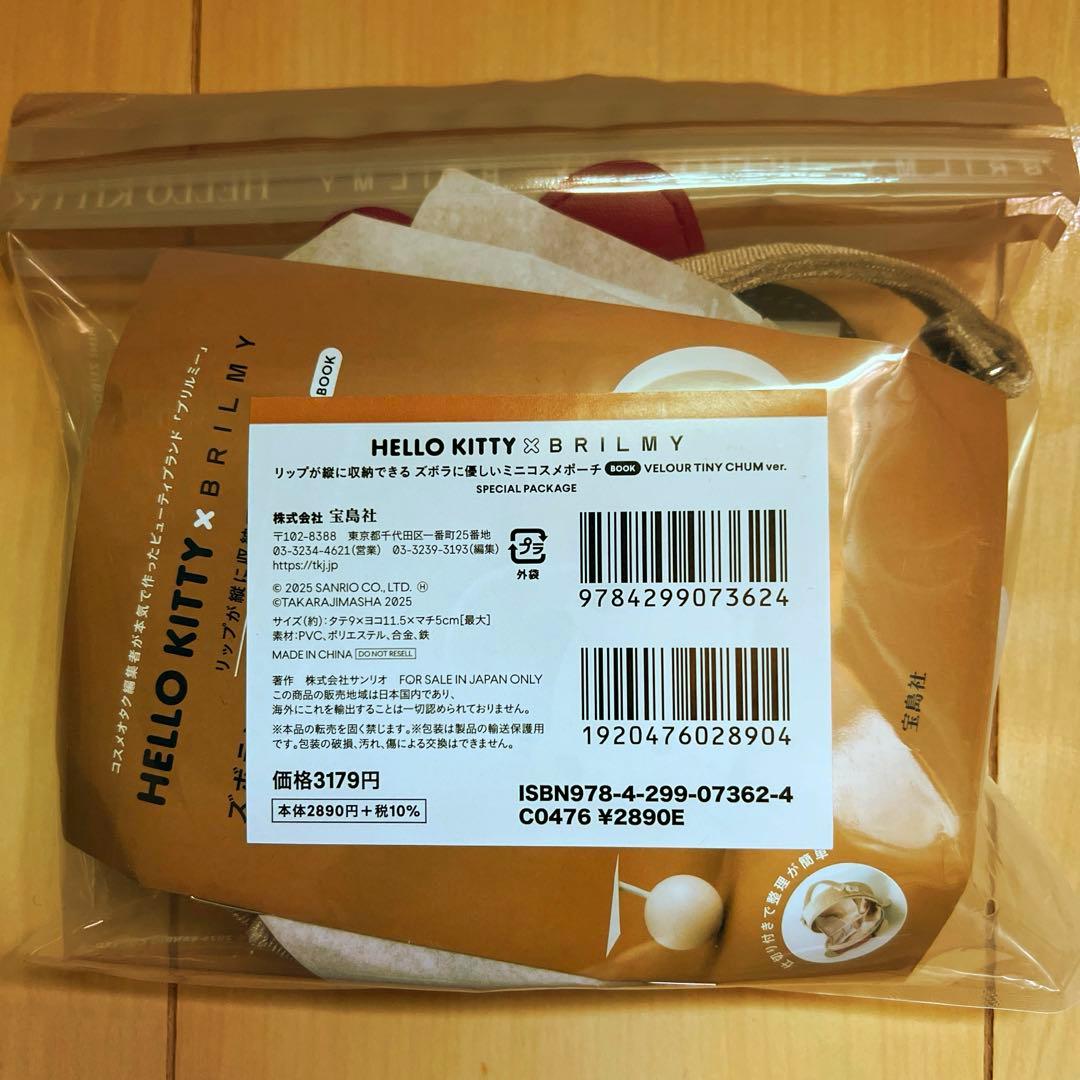 HELLO KITTY BRILMY
BRILMY
コスメオタク編集者が本気で作ったビューティブランド「ブリルミー」
HELLO KITTY × BRILMY
リップが縦に収
ズボラ
BOOK
HELLO KITTY × BRILMY
リップが縦に収納できる ズボラに優しいミニコスメポーチ BOOK VELOUR TINY CHUM ver.
SPECIAL PACKAGE
株式会社 宝島社
〒102-8388 東京都千代田区一番町25番地
03-3234-4621(営業) 03-3239-3193(編集)
https://tkj.jp
プラ
外袋
© 2025 SANRIO CO., LTD. Ⓗ
©TAKARAJIMASHA 2025
サイズ(約):タテ9×ヨコ11.5×マチ5cm[最大]
素材:PVC、ポリエステル、合金、鉄
MADE IN CHINA DO NOT RESELL
著作 株式会社サンリオ FOR SALE IN JAPAN ONLY
この商品の販売地域は日本国内であり、
海外にこれを輸出することは一切認められておりません。
※本品の転売を固く禁じます。※包装は製品の輸送保護用
です。包装の破損、汚れ、傷による交換はできません。
価格3179円
本体2890円+税10%
9784299073624
1920476028904
ISBN978-4-299-07362-4
C0476 ¥2890E
宝島社
仕切り付きで整理が簡単